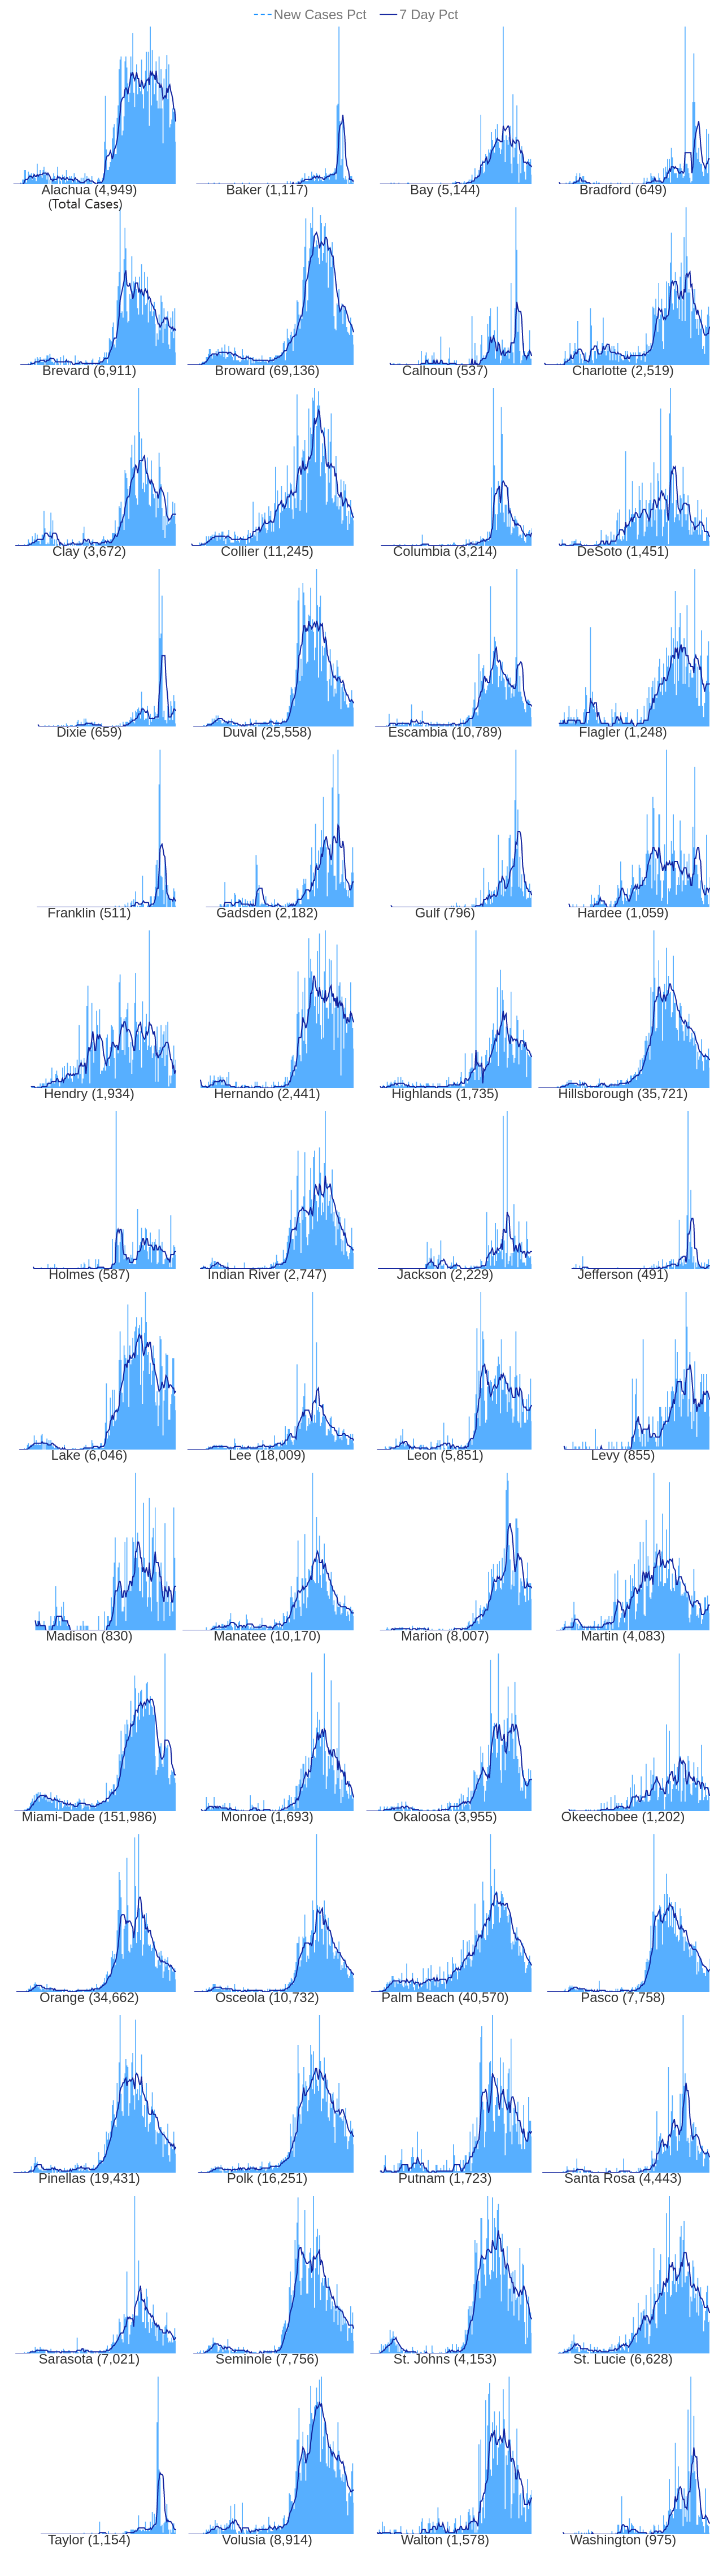 New Cases Pct 7 Day Pct
Alachua (4,949) Baker (1,117) Bay (5,144) Bradford (649)
(Total Cases)
Brevard (6,911) Broward (69,136) Calhoun (537) Charlotte (2,519)
Clay (3,672) Collier (11,245) Columbia (3,214) DeSoto (1,451)
Dixie (659) Duval (25,558) Escambia (10,789) Flagler (1,248)
Franklin (511) Gadsden (2,182) Gulf (796) Hardee (1,059)
Hendry (1,934) Hernando (2,441) Highlands (1,735) Hillsborough (35,721)
Holmes (587) Indian River (2,747) Jackson (2,229) Jefferson (491)
Lake (6,046) Lee (18,009) Leon (5,851) Levy (855)
Madison (830) Manatee (10,170) Marion (8,007) Martin (4,083)
Miami-Dade (151,986) Monroe (1,693) Okaloosa (3,955) Okeechobee (1,202)
Orange (34,662) Osceola (10,732) Palm Beach (40,570) Pasco (7,758)
Pinellas (19,431) Polk (16,251) Putnam (1,723) Santa Rosa (4,443)
Sarasota (7,021) Seminole (7,756) St. Johns (4,153) St. Lucie (6,628)
Taylor (1,154) Volusia (8,914) Walton (1,578) Washington (975)